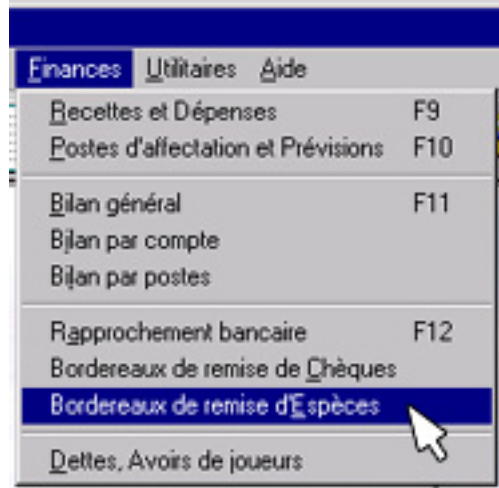 Finances Utilitaires Aide
Recettes et Dépenses F9
Postes d'affectation et Prévisions F10
Bilan général F11
Bilan par compte
Bilan par postes
Rapprochement bancaire F12
Bordereaux de remise de Chèques
Bordereaux de remise d'Espèces
Dettes, Avoirs de joueurs